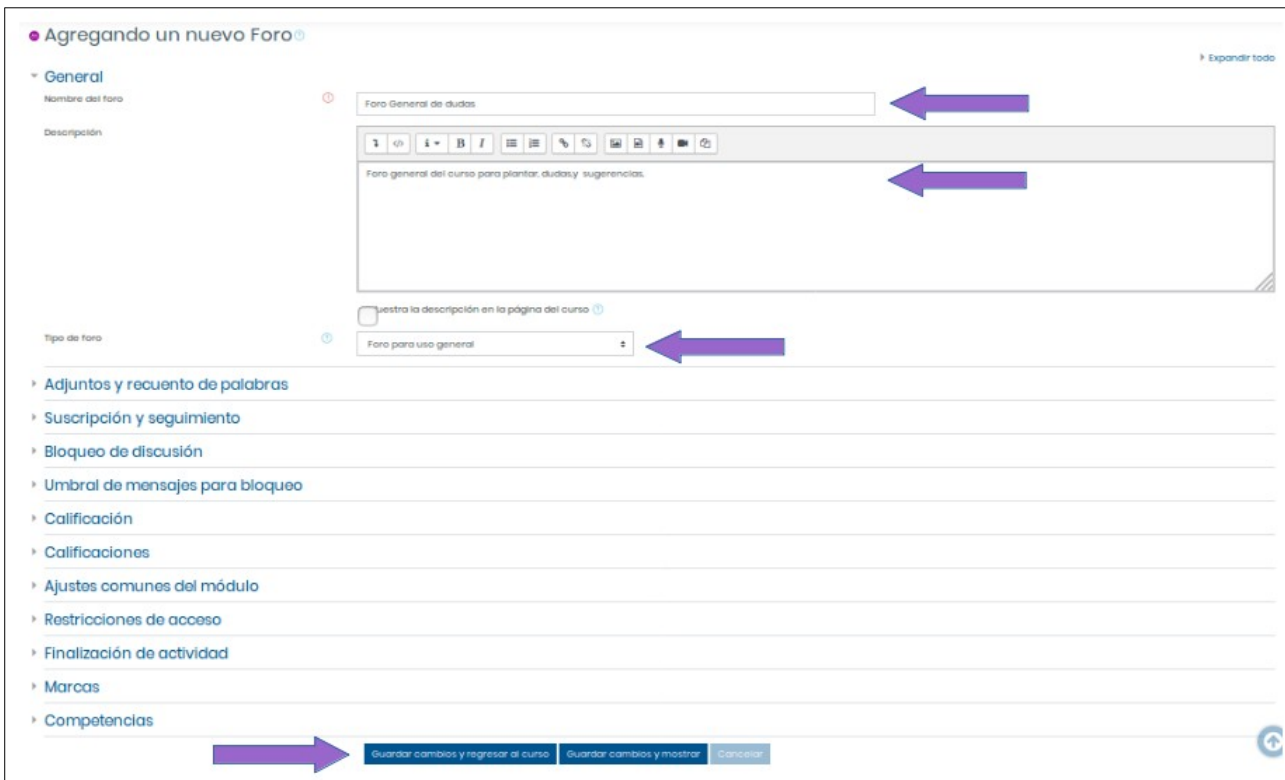 Agregando un nuevo Foro
Expandir todo
General
Nombre del foro
Foro General de dudas
Descripción
Foro general del curso para plantar, dudas,y sugerencias.
uestra la descripción en la página del curso
Tipo de foro
Foro para uso general
Adjuntos y recuento de palabras
Suscripción y seguimiento
Bloqueo de discusión
Umbral de mensajes para bloqueo
Calificación
Calificaciones
Ajustes comunes del módulo
Restricciones de acceso
Finalización de actividad
Marcas
Competencias
Guardar cambios y regresar al curso Guardar cambios y mostrar Cancelar